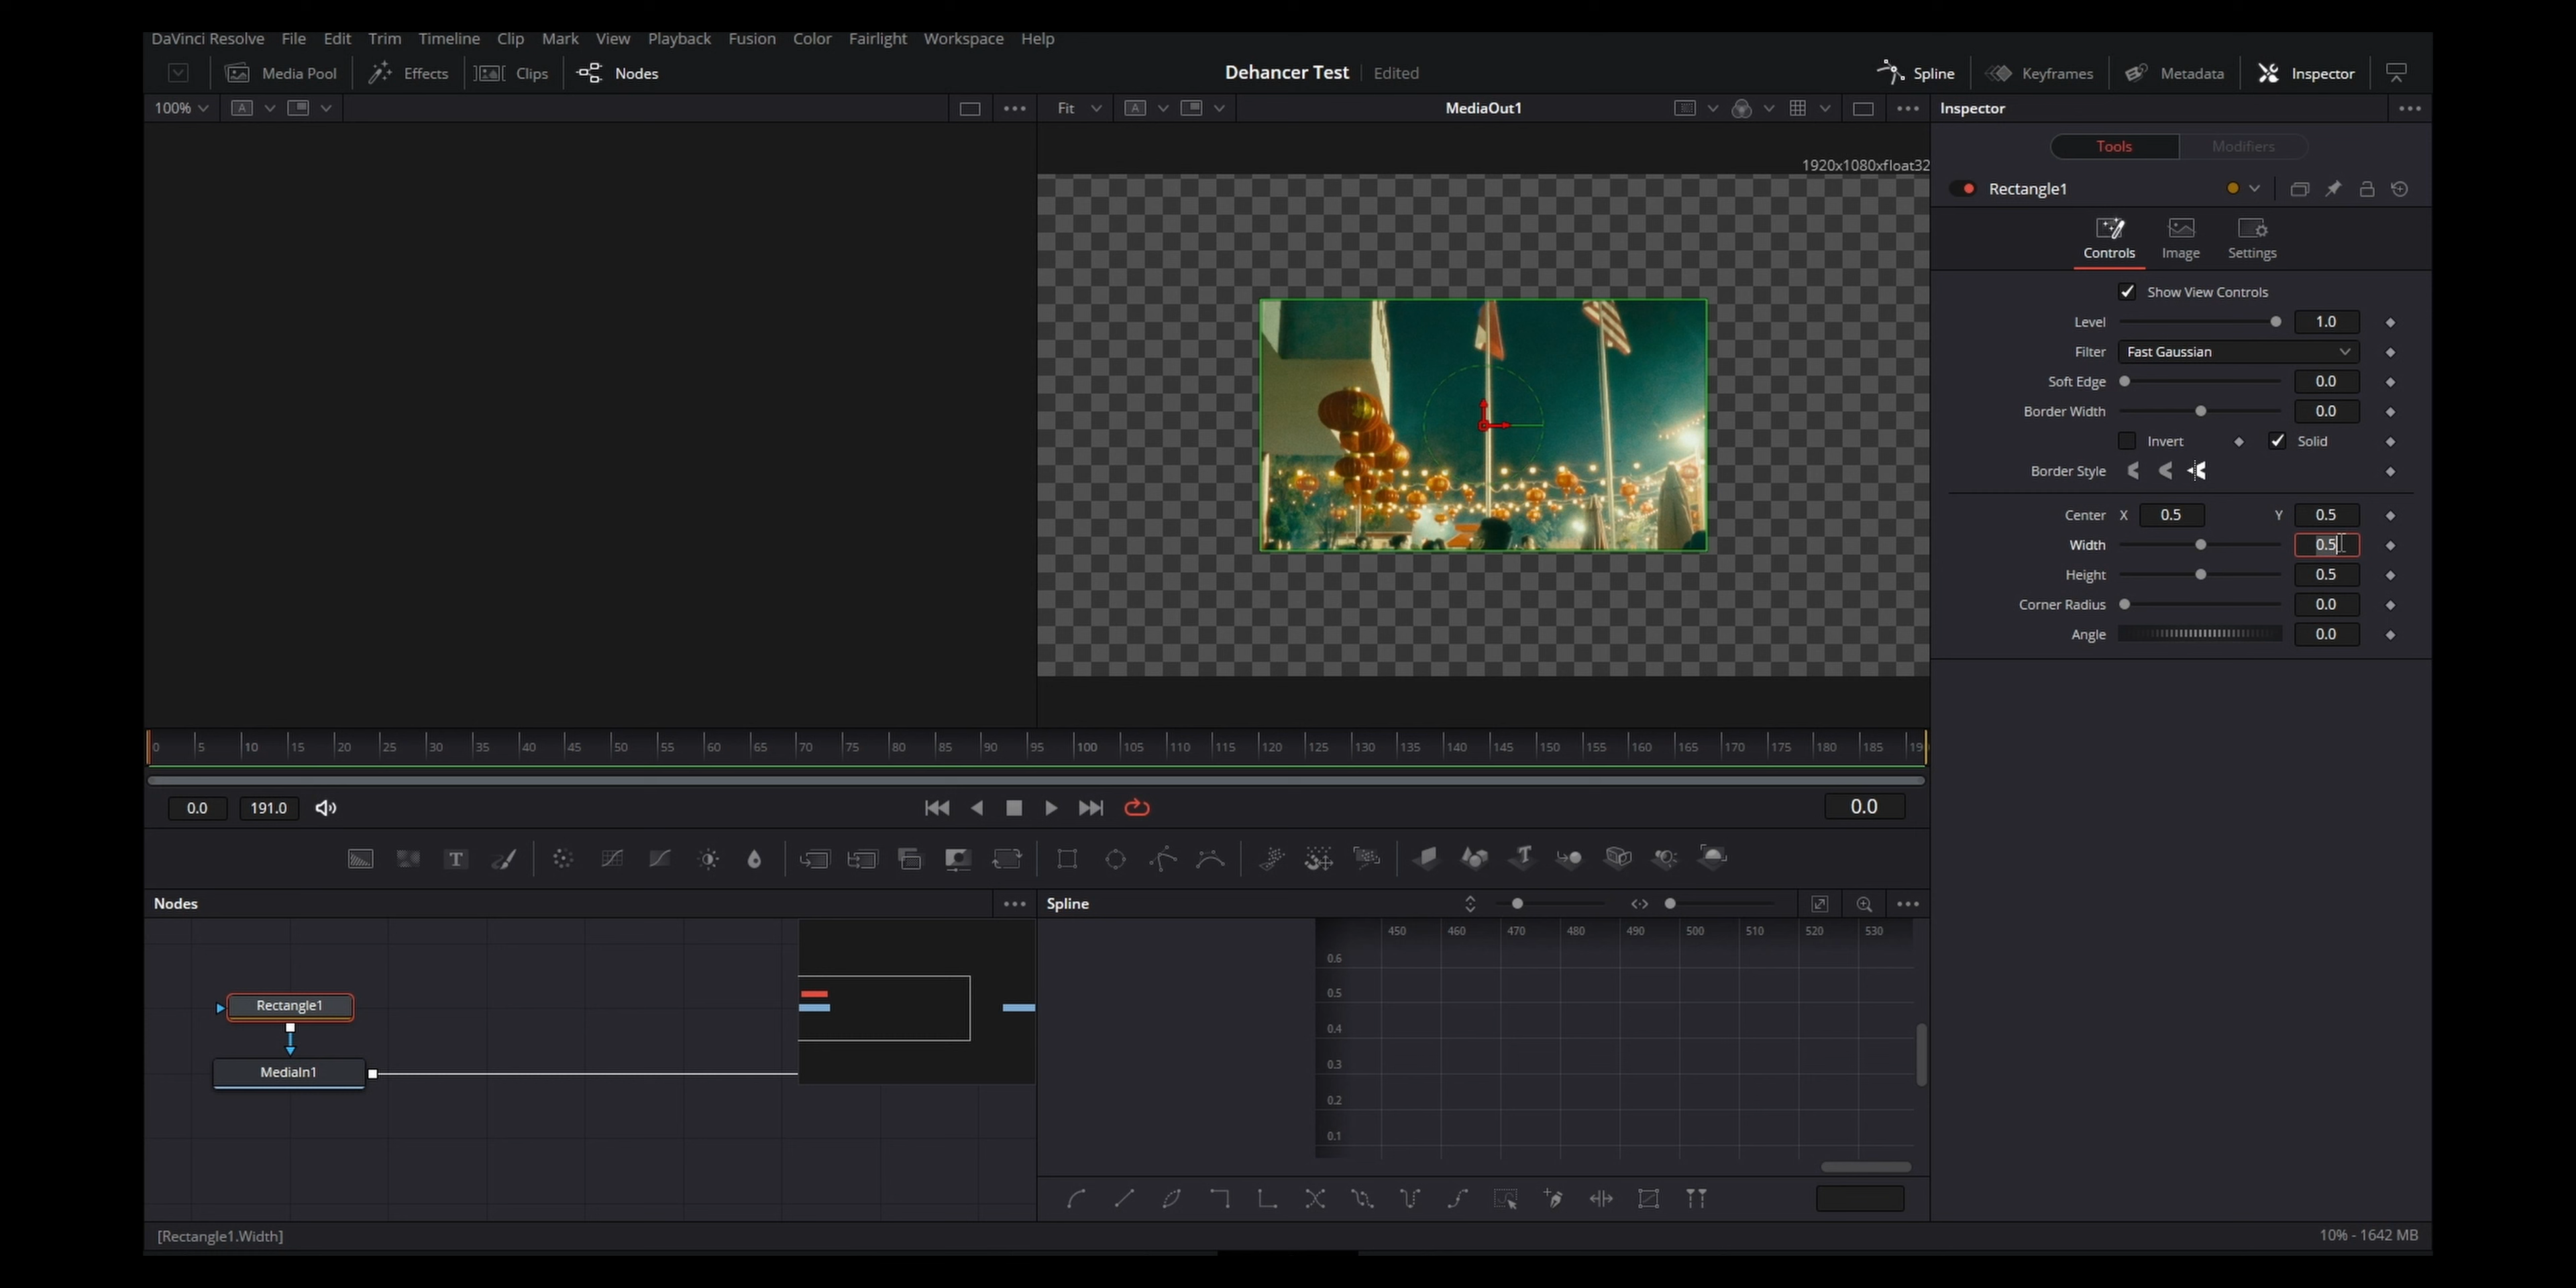 DaVinci Resolve File Edit Trim Timeline Clip Mark View Playback Fusion Color Fairlight Workspace Help
Media Pool Effects Clips Nodes Dehancer Test Edited Spline Keyframes Metadata Inspector
100% A Fit A MediaOut1 Inspector
1920x1080xfloat32
Tools Modifiers
Rectangle1
Controls Image Settings
Show View Controls
Level 1.0
Filter Fast Gaussian
Soft Edge 0.0
Border Width 0.0
Invert Solid
Border Style
Center X 0.5 Y 0.5
Width 0.5
Height 0.5
Corner Radius 0.0
Angle 0.0
0 5 10 15 20 25 30 35 40 45 50 55 60 65 70 75 80 85 90 95 100 105 110 115 120 125 130 135 140 145 150 155 160 165 170 175 180 185 19
0.0 191.0 0.0
T T
Nodes Spline
450 460 470 480 490 500 510 520 530
0.6
0.5
0.4
0.3
0.2
0.1
Rectangle1
MediaIn1
[Rectangle1.Width] 10% - 1642 MB